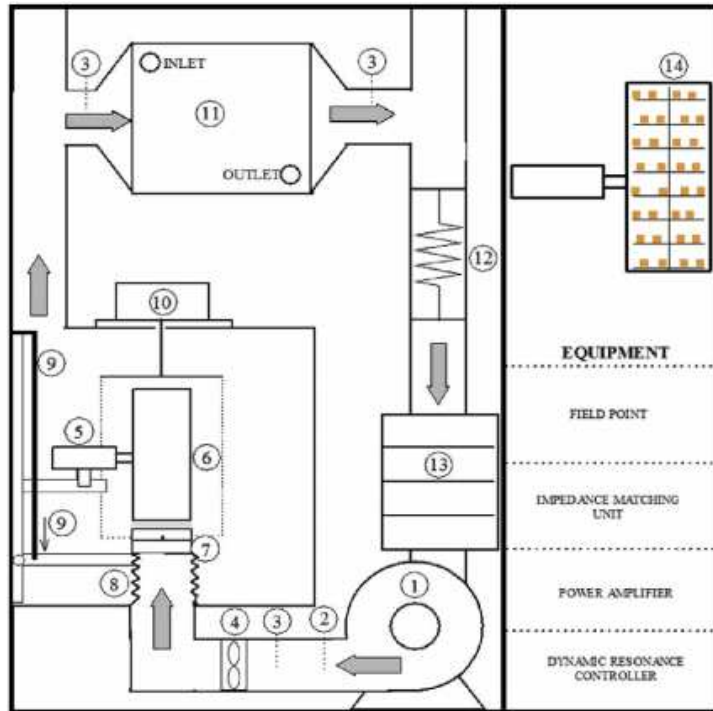 3
3
14
INLET
11
OUTLET
12
10
EQUIPMENT
9
FIELD POINT
5
6
13
IMPEDANCE MATCHING
UNIT
9
7
8
1
POWER AMPLIFIER
4
3
2
DYNAMIC RESONANCE
CONTROLLER